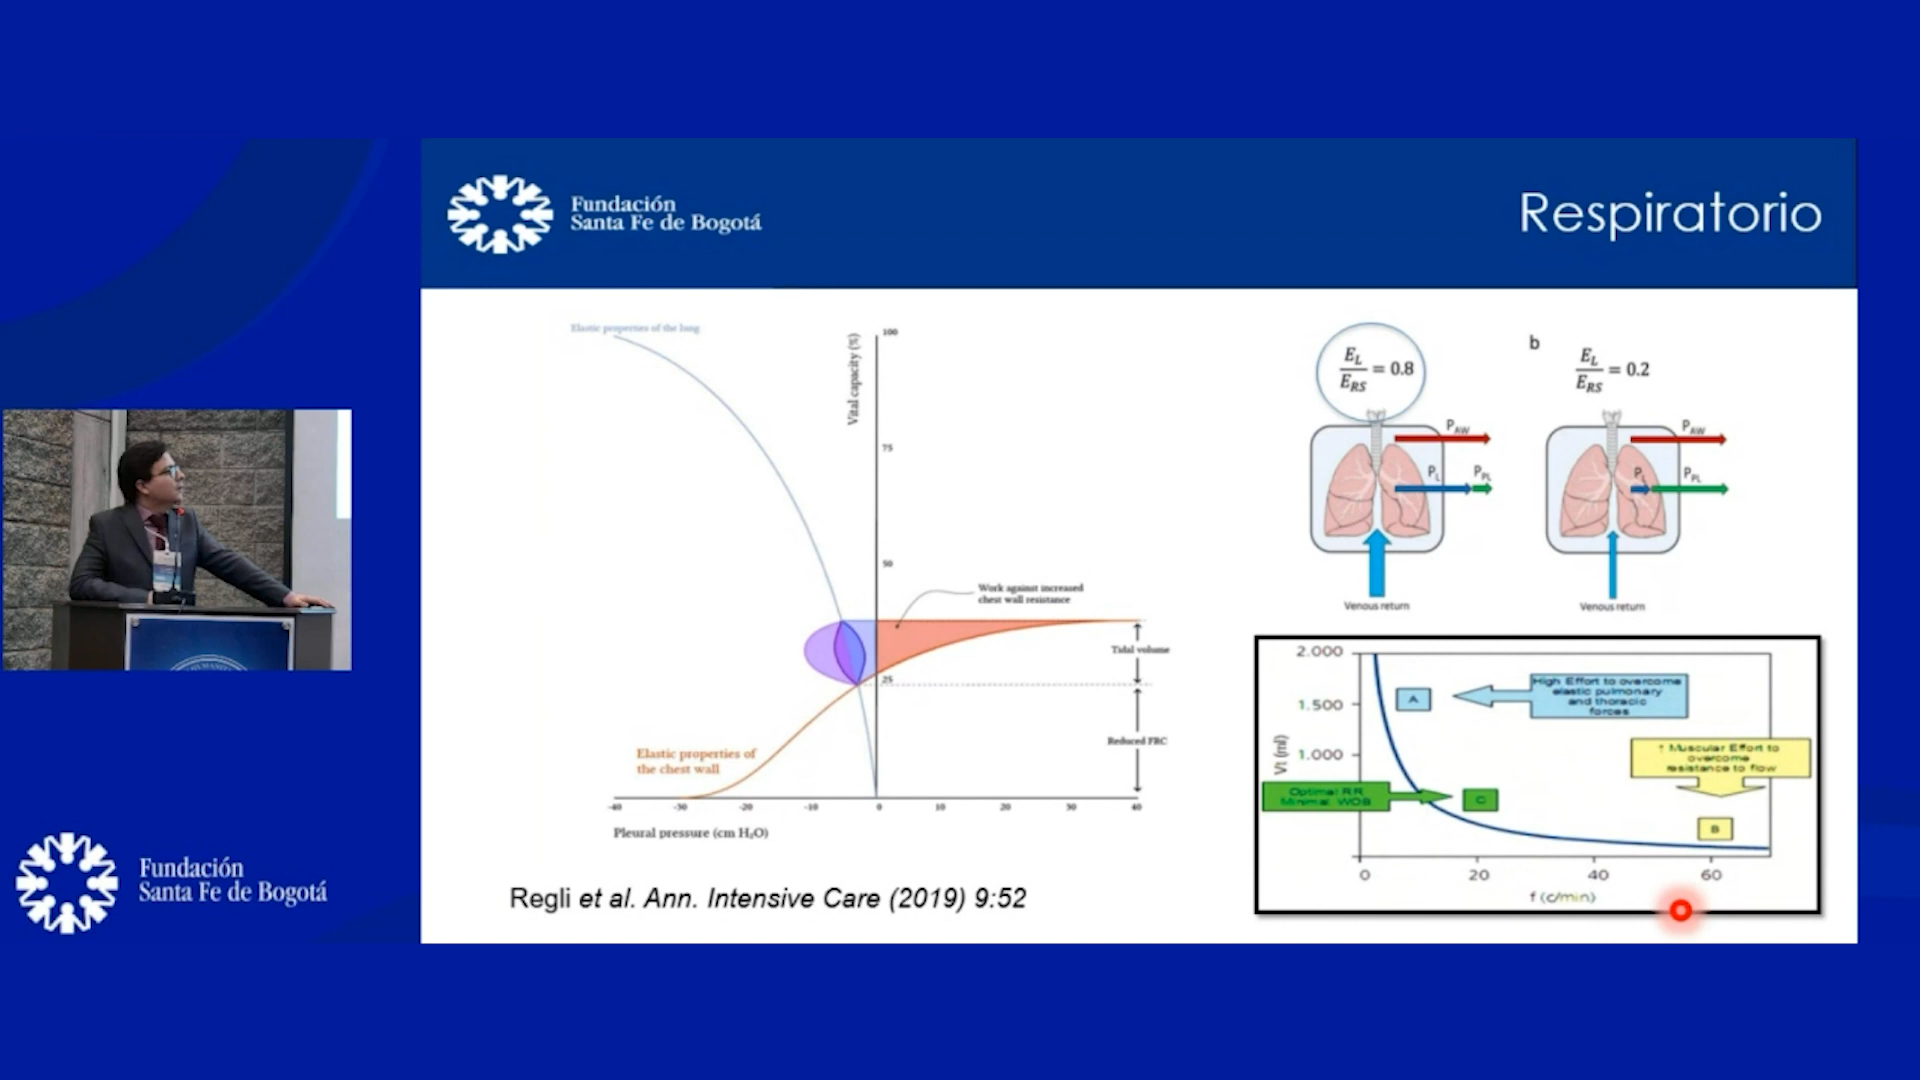 Fundación
Santa Fe de Bogotá
Respiratorio
Elastic properties of the lung
Vital capacity (%)
100
75
50
25
Work against increased
chest wall resistance
Tidal volume
Reduced FRC
Elastic properties of
the chest wall
-40 -30 -20 -10 0 10 20 30 40
Pleural pressure (cm H₂O)
Regli et al. Ann. Intensive Care (2019) 9:52
E_L
E_RS
= 0.8
P_AW
P_L
P_PL
Venous return
b
E_L
E_RS
= 0.2
P_AW
P_PL
Venous return
2.000
1.500
1.000
Vt (ml)
A
High Effort to overcome
elastic pulmonary
and thoracic
forces
↑ Muscular Effort to
overcome
resistance to flow
Optimal RR
Minimal WOB
C
B
0 20 40 60
f (c/min)
Fundación
Santa Fe de Bogotá